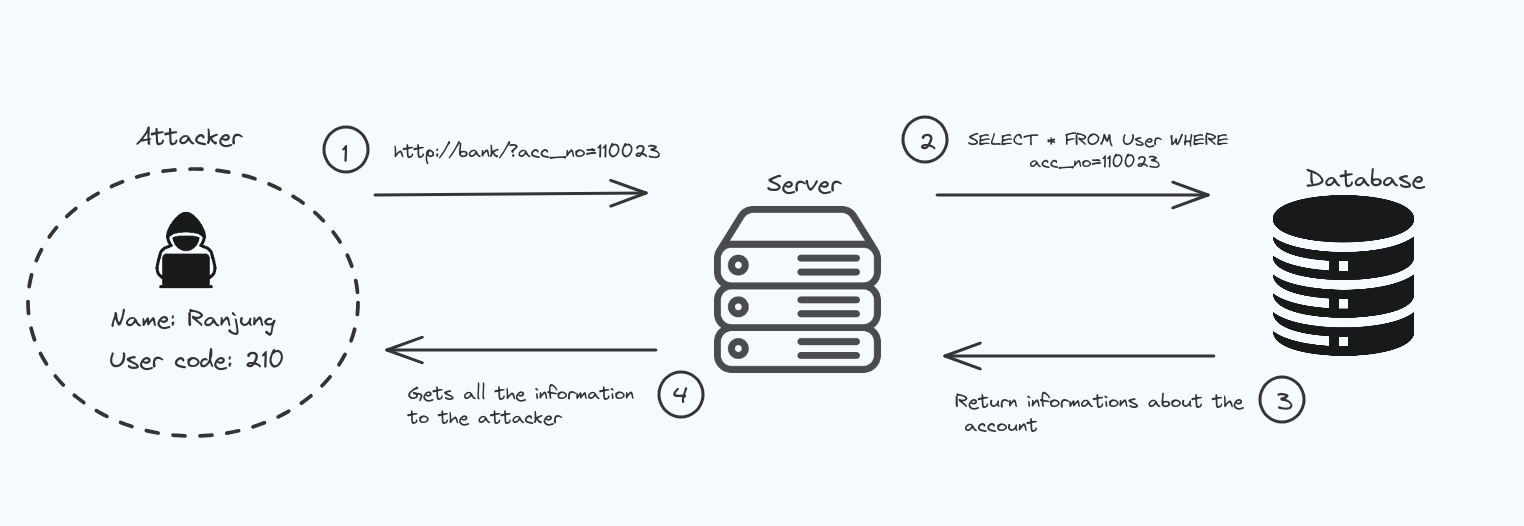 Attacker
1
http://bank/?acc_no=110023
2
SELECT * FROM User WHERE
acc_no=110023
Server
Database
Name: Ranjung
User code: 210
Gets all the information
to the attacker
4
Return informations about the
account
3